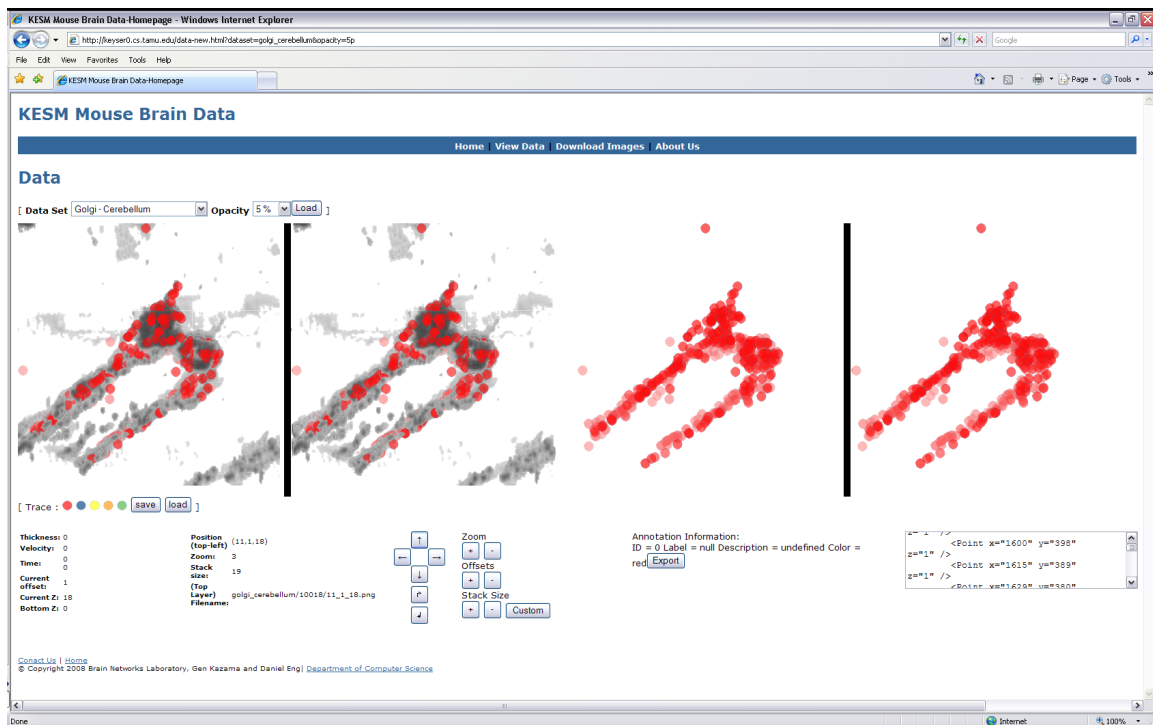 KESM Mouse Brain Data-Homepage - Windows Internet Explorer
http://keyser0.cs.tamu.edu/data-new.html?dataset=golgi_cerebellum&opacity=5p
Google
File Edit View Favorites Tools Help
KESM Mouse Brain Data-Homepage
Page Tools
KESM Mouse Brain Data
Home | View Data | Download Images | About Us
Data
[ Data Set Golgi - Cerebellum Opacity 5% Load ]
[ Trace : save load ]
Thickness: 0
Velocity: 0
Time: 0
0
Current offset: 1
Current Z: 18
Bottom Z: 0
Position (top-left) (11,1,18)
Zoom: 3
Stack size: 19
(Top Layer) Filename: golgi_cerebellum/10018/11_1_18.png
Zoom
+ -
Offsets
+ -
Stack Size
+ - Custom
Annotation Information:
ID = 0 Label = null Description = undefined Color =
red Export
z="1" />
<Point x="1600" y="398"
z="1" />
<Point x="1615" y="389"
z="1" />
<Point x="1629" y="380"
Conact Us | Home
© Copyright 2008 Brain Networks Laboratory, Gen Kazama and Daniel Eng| Department of Computer Science
Done
Internet
100%